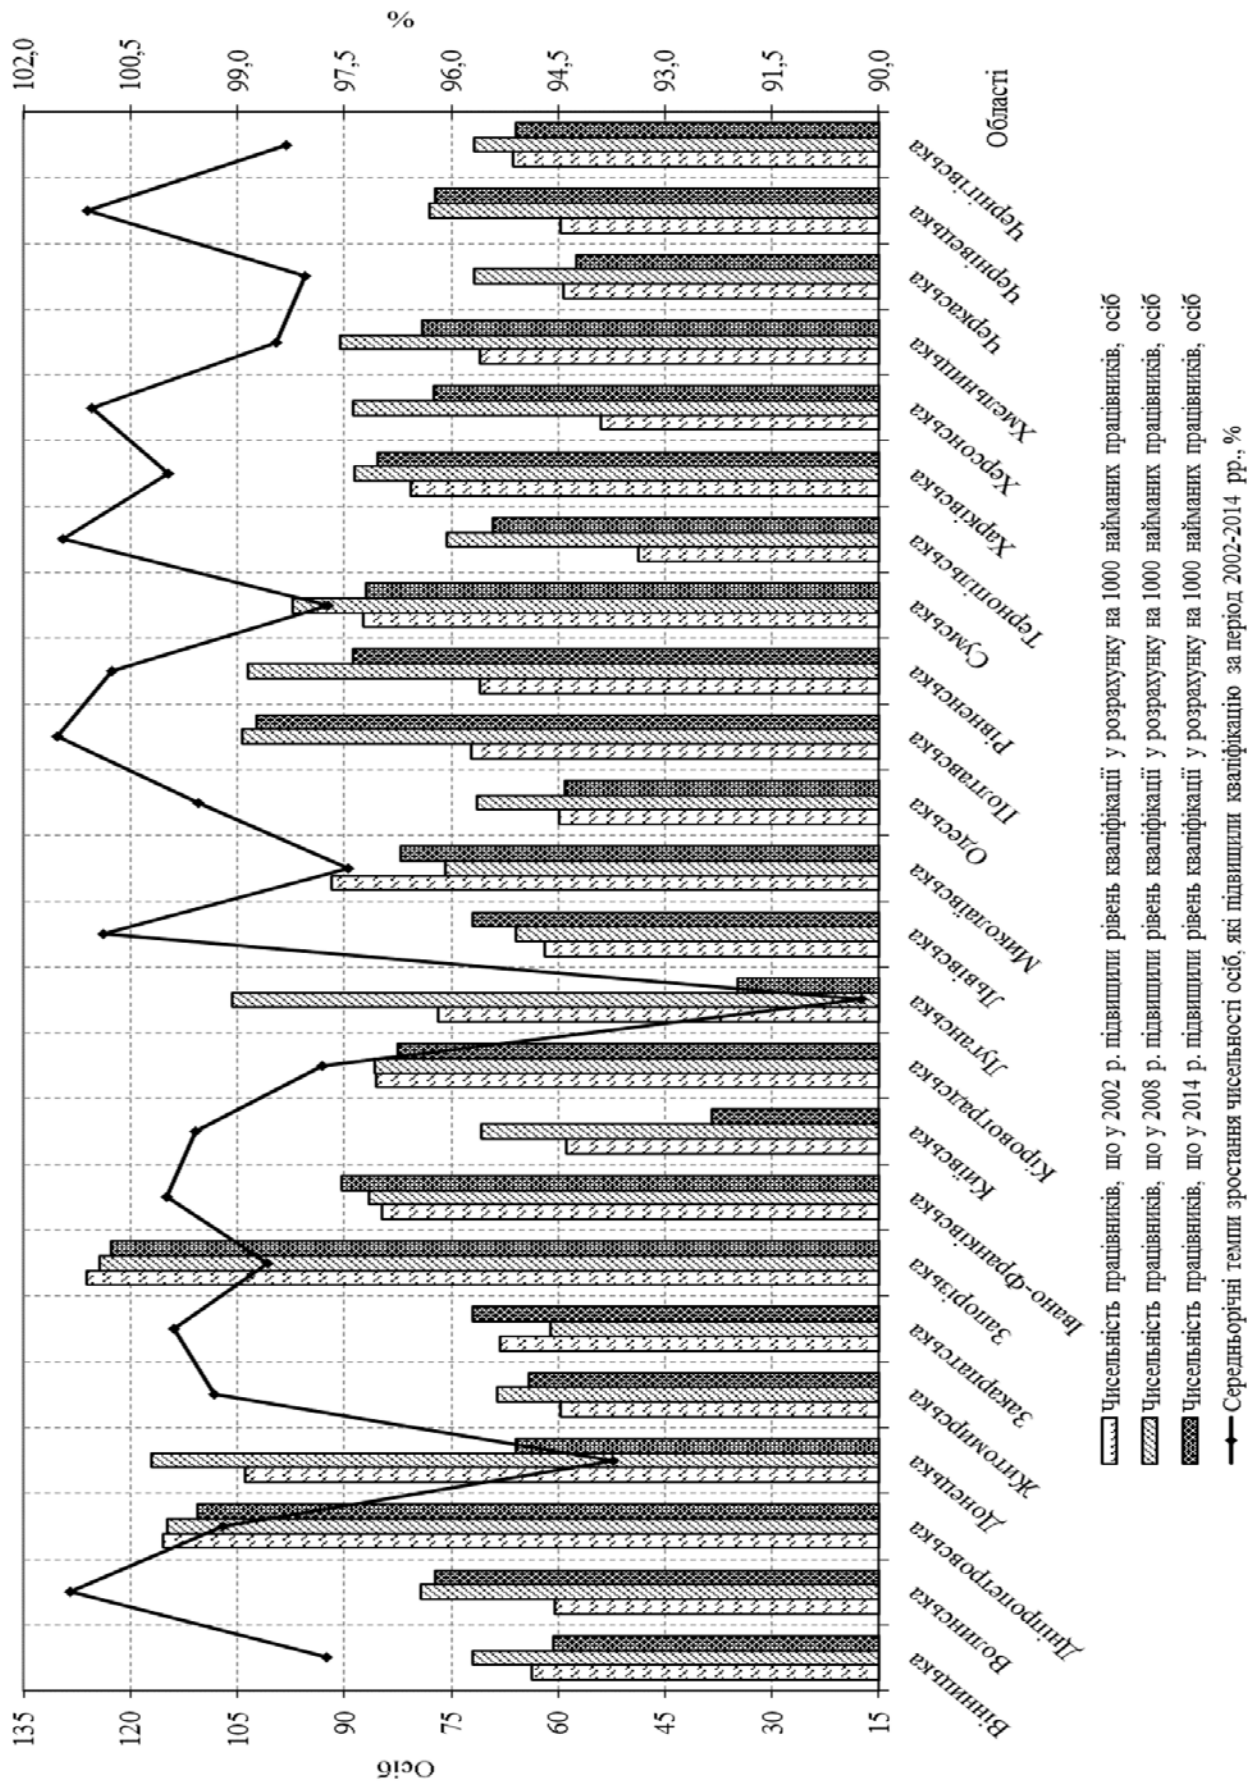 Осіб
%
135
120
105
90
75
60
45
30
15
102,0
100,5
99,0
97,5
96,0
94,5
93,0
91,5
90,0
Вінницька
Волинська
Дніпропетровська
Донецька
Житомирська
Закарпатська
Запорізька
Івано-Франківська
Київська
Кіровоградська
Луганська
Львівська
Миколаївська
Одеська
Полтавська
Рівненська
Сумська
Тернопільська
Харківська
Херсонська
Хмельницька
Черкаська
Чернівецька
Чернігівська
Області
Чисельність працівників, що у 2002 р. підвищили рівень кваліфікації у розрахунку на 1000 найманих працівників, осіб
Чисельність працівників, що у 2008 р. підвищили рівень кваліфікації у розрахунку на 1000 найманих працівників, осіб
Чисельність працівників, що у 2014 р. підвищили рівень кваліфікації у розрахунку на 1000 найманих працівників, осіб
Середньорічні темпи зростання чисельності осіб, які підвищили кваліфікацію за період 2002-2014 рр., %